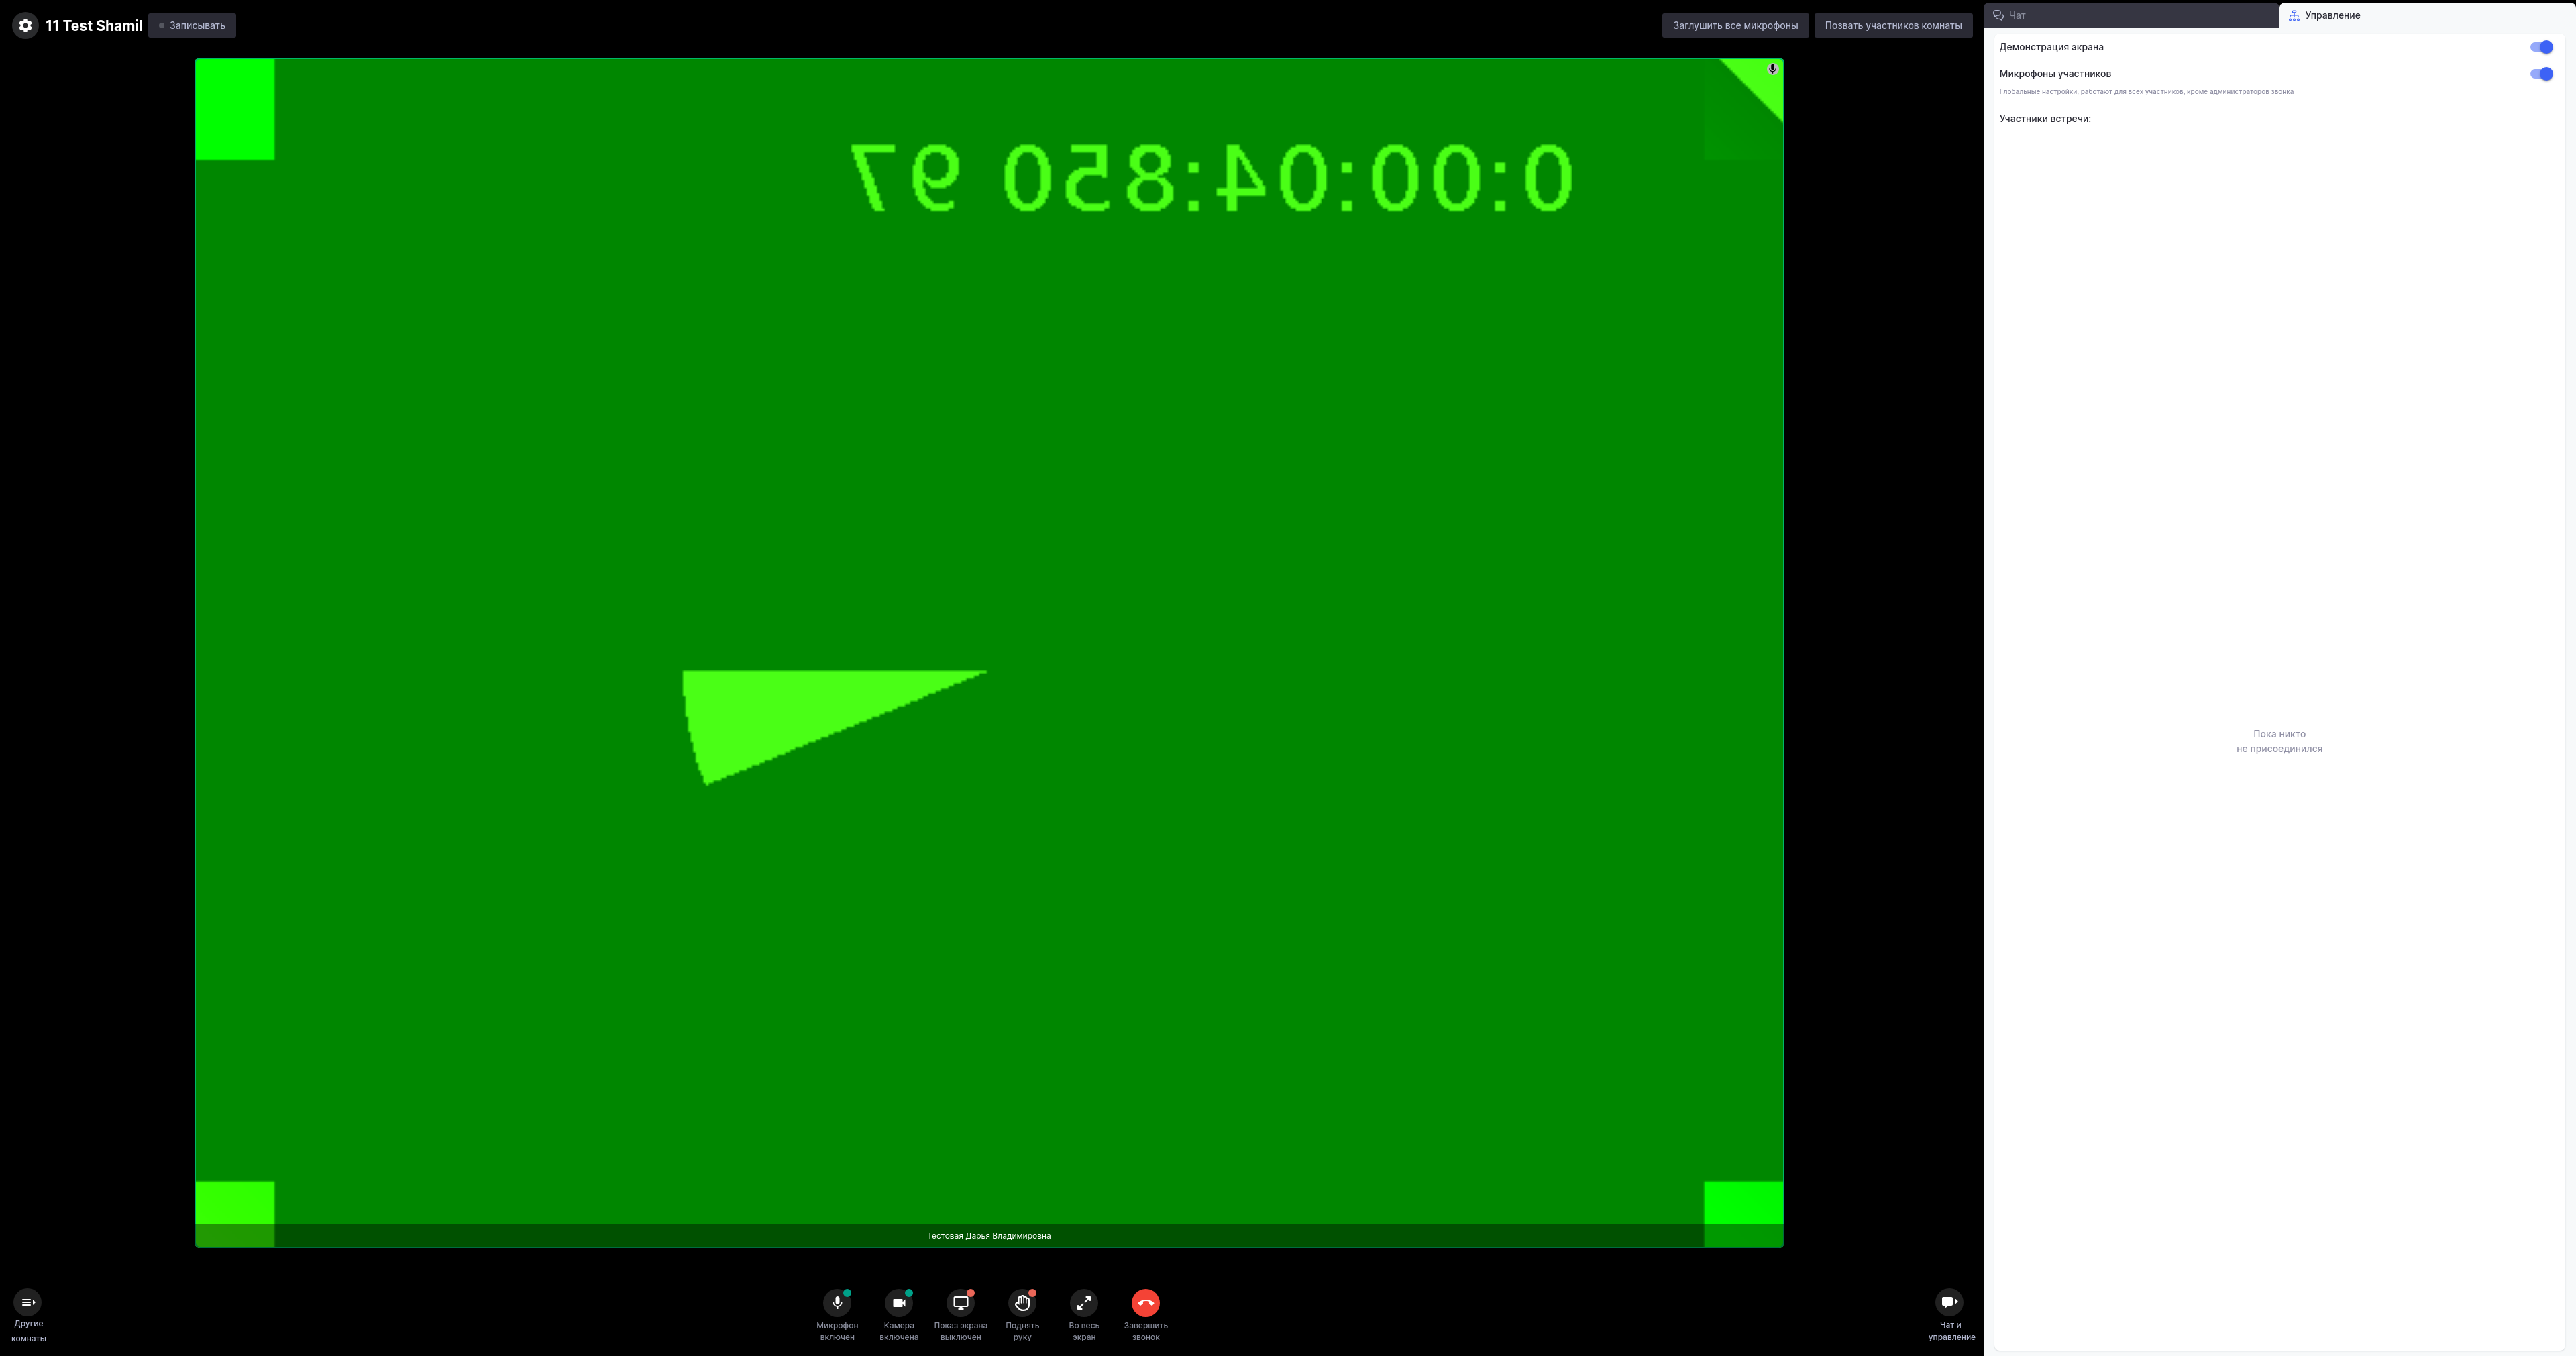 11 Test Shamil
Записывать
Заглушить все микрофоны
Позвать участников комнаты
Чат
Управление
Демонстрация экрана
Микрофоны участников
Глобальные настройки, работают для всех участников, кроме администраторов звонка
Участники встречи:
0:00:04:850 97
Пока никто
не присоединился
Тестовая Дарья Владимировна
Другие
комнаты
Микрофон
включен
Камера
включена
Показ экрана
выключен
Поднять
руку
Во весь
экран
Завершить
звонок
Чат и
управление